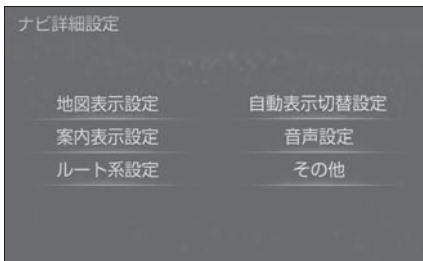 ナビ詳細設定
地図表示設定
自動表示切替設定
案内表示設定
音声設定
ルート系設定
その他